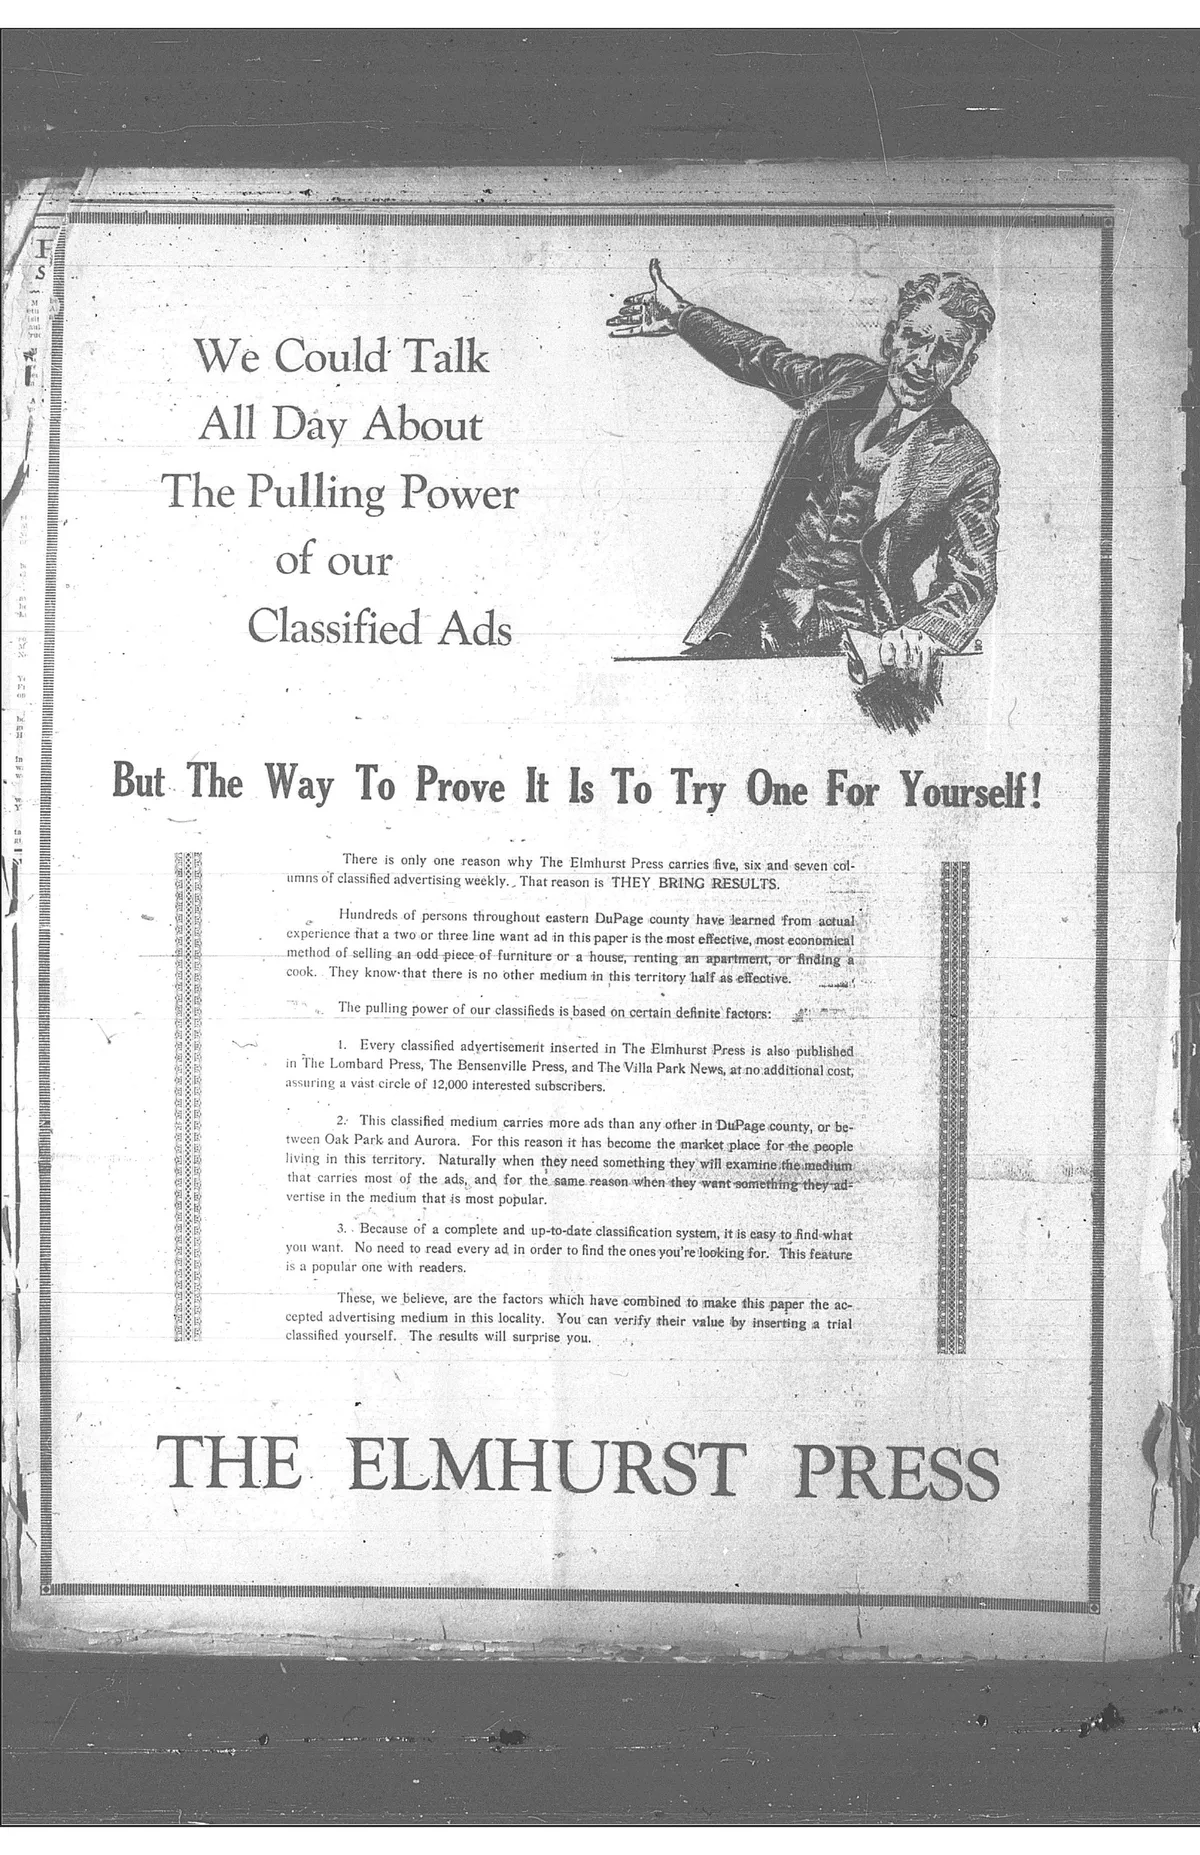 We Could Talk
All Day About
The Pulling Power
of our
Classified Ads
But The Way To Prove It Is To Try One For Yourself!
There is only one reason why The Elmhurst Press carries five, six and seven col-
umns of classified advertising weekly. That reason is THEY BRING RESULTS.
Hundreds of persons throughout eastern DuPage county have learned from actual
experience that a two or three line want ad in this paper is the most effective, most economical
method of selling an odd piece of furniture or a house, renting an apartment, or finding a
cook. They know that there is no other medium in this territory half as effective.
The pulling power of our classifieds is based on certain definite factors:
1. Every classified advertisement inserted in The Elmhurst Press is also published
in The Lombard Press, The Bensenville Press, and The Villa Park News, at no additional cost,
assuring a vast circle of 12,000 interested subscribers.
2. This classified medium carries more ads than any other in DuPage county, or be-
tween Oak Park and Aurora. For this reason it has become the market place for the people
living in this territory. Naturally when they need something they will examine the medium
that carries most of the ads, and for the same reason when they want something they ad-
vertise in the medium that is most popular.
3. Because of a complete and up-to-date classification system, it is easy to find what
you want. No need to read every ad in order to find the ones you're looking for. This feature
is a popular one with readers.
These, we believe, are the factors which have combined to make this paper the ac-
cepted advertising medium in this locality. You can verify their value by inserting a trial
classified yourself. The results will surprise you.
THE ELMHURST PRESS